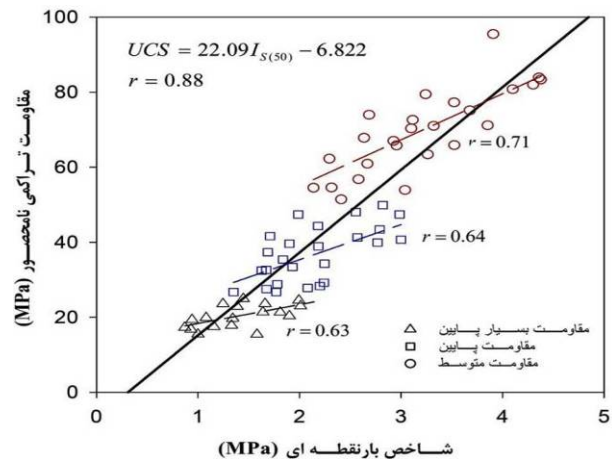 100
80
60
40
20
0
مقاومت تراکمی نامحصور (MPa)
UCS = 22.09I_{S(50)} − 6.822
r = 0.88
r = 0.71
r = 0.64
r = 0.63
مقاومت بسیار پایین
مقاومت پایین
مقاومت متوسط
0 1 2 3 4 5
شاخص بارنقطه ای (MPa)